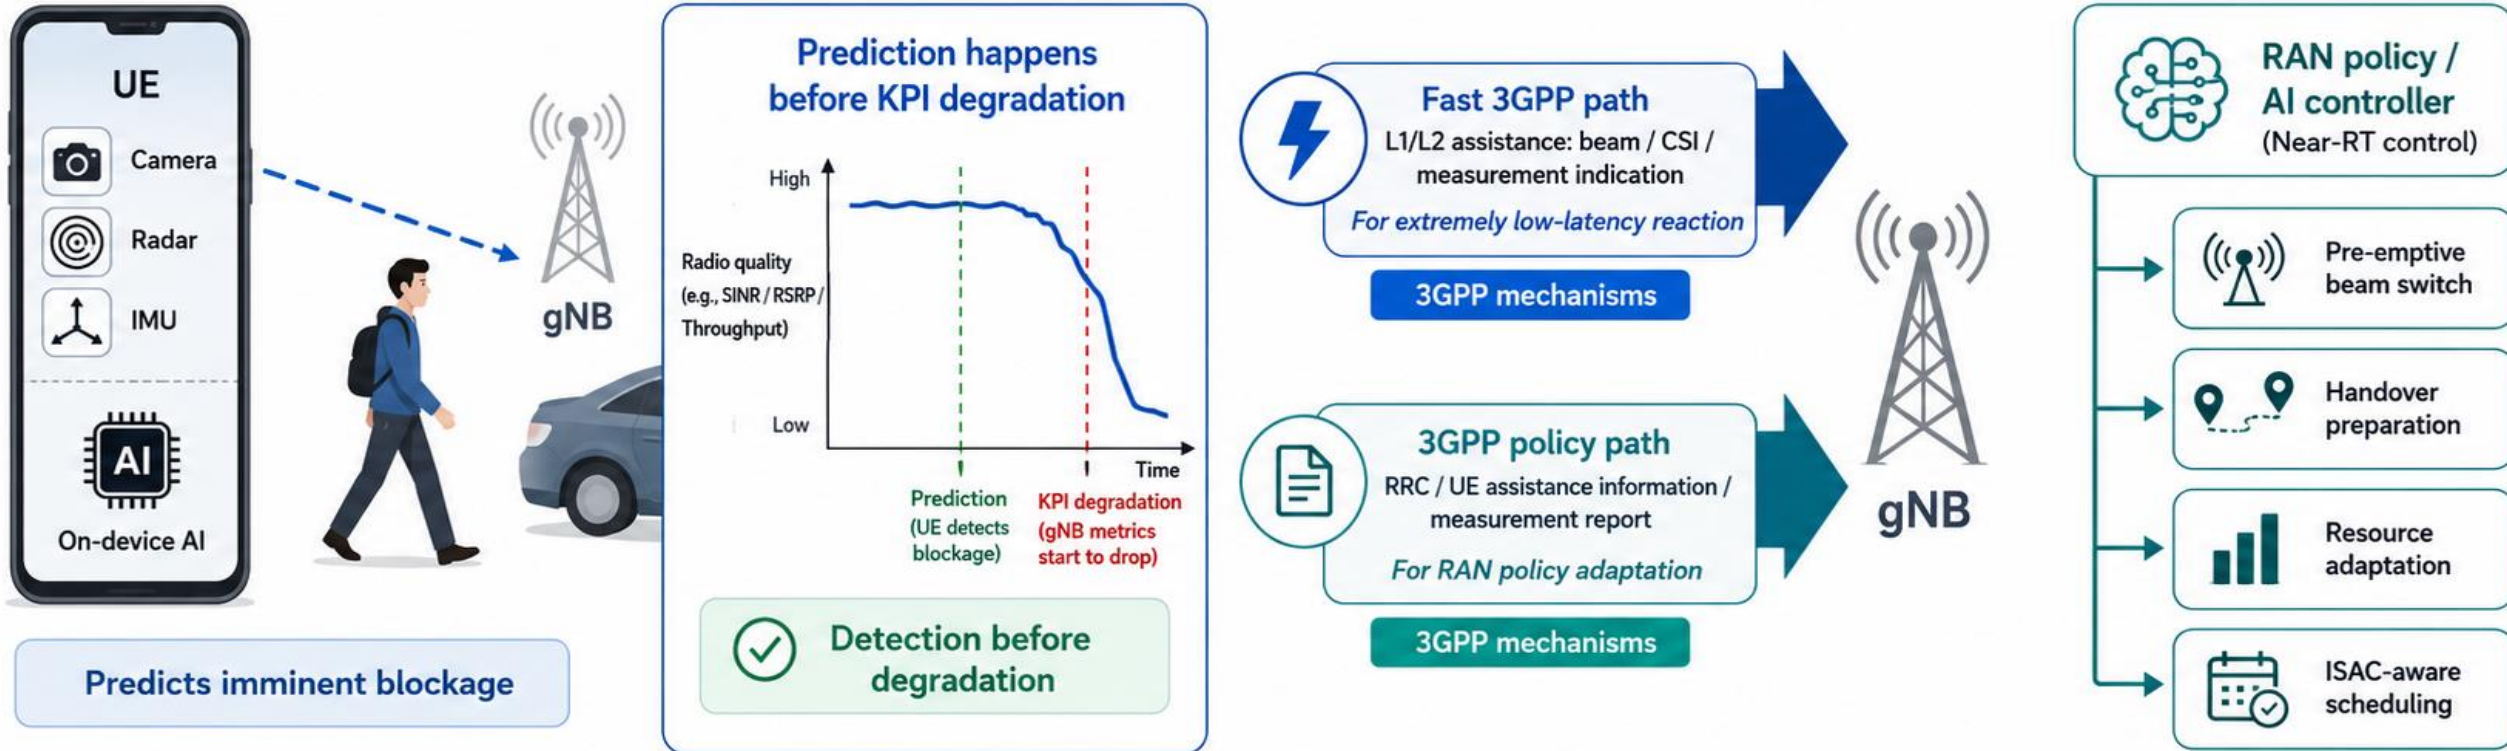 UE
Camera
Radar
IMU
AI
On-device AI
Predicts imminent blockage
gNB
Prediction happens
before KPI degradation
High
Radio quality
(e.g., SINR / RSRP /
Throughput)
Low
Time
Prediction
(UE detects
blockage)
KPI degradation
(gNB metrics
start to drop)
Detection before
degradation
Fast 3GPP path
L1/L2 assistance: beam / CSI /
measurement indication
For extremely low-latency reaction
3GPP mechanisms
3GPP policy path
RRC / UE assistance information /
measurement report
For RAN policy adaptation
3GPP mechanisms
gNB
RAN policy /
AI controller
(Near-RT control)
Pre-emptive
beam switch
Handover
preparation
Resource
adaptation
ISAC-aware
scheduling